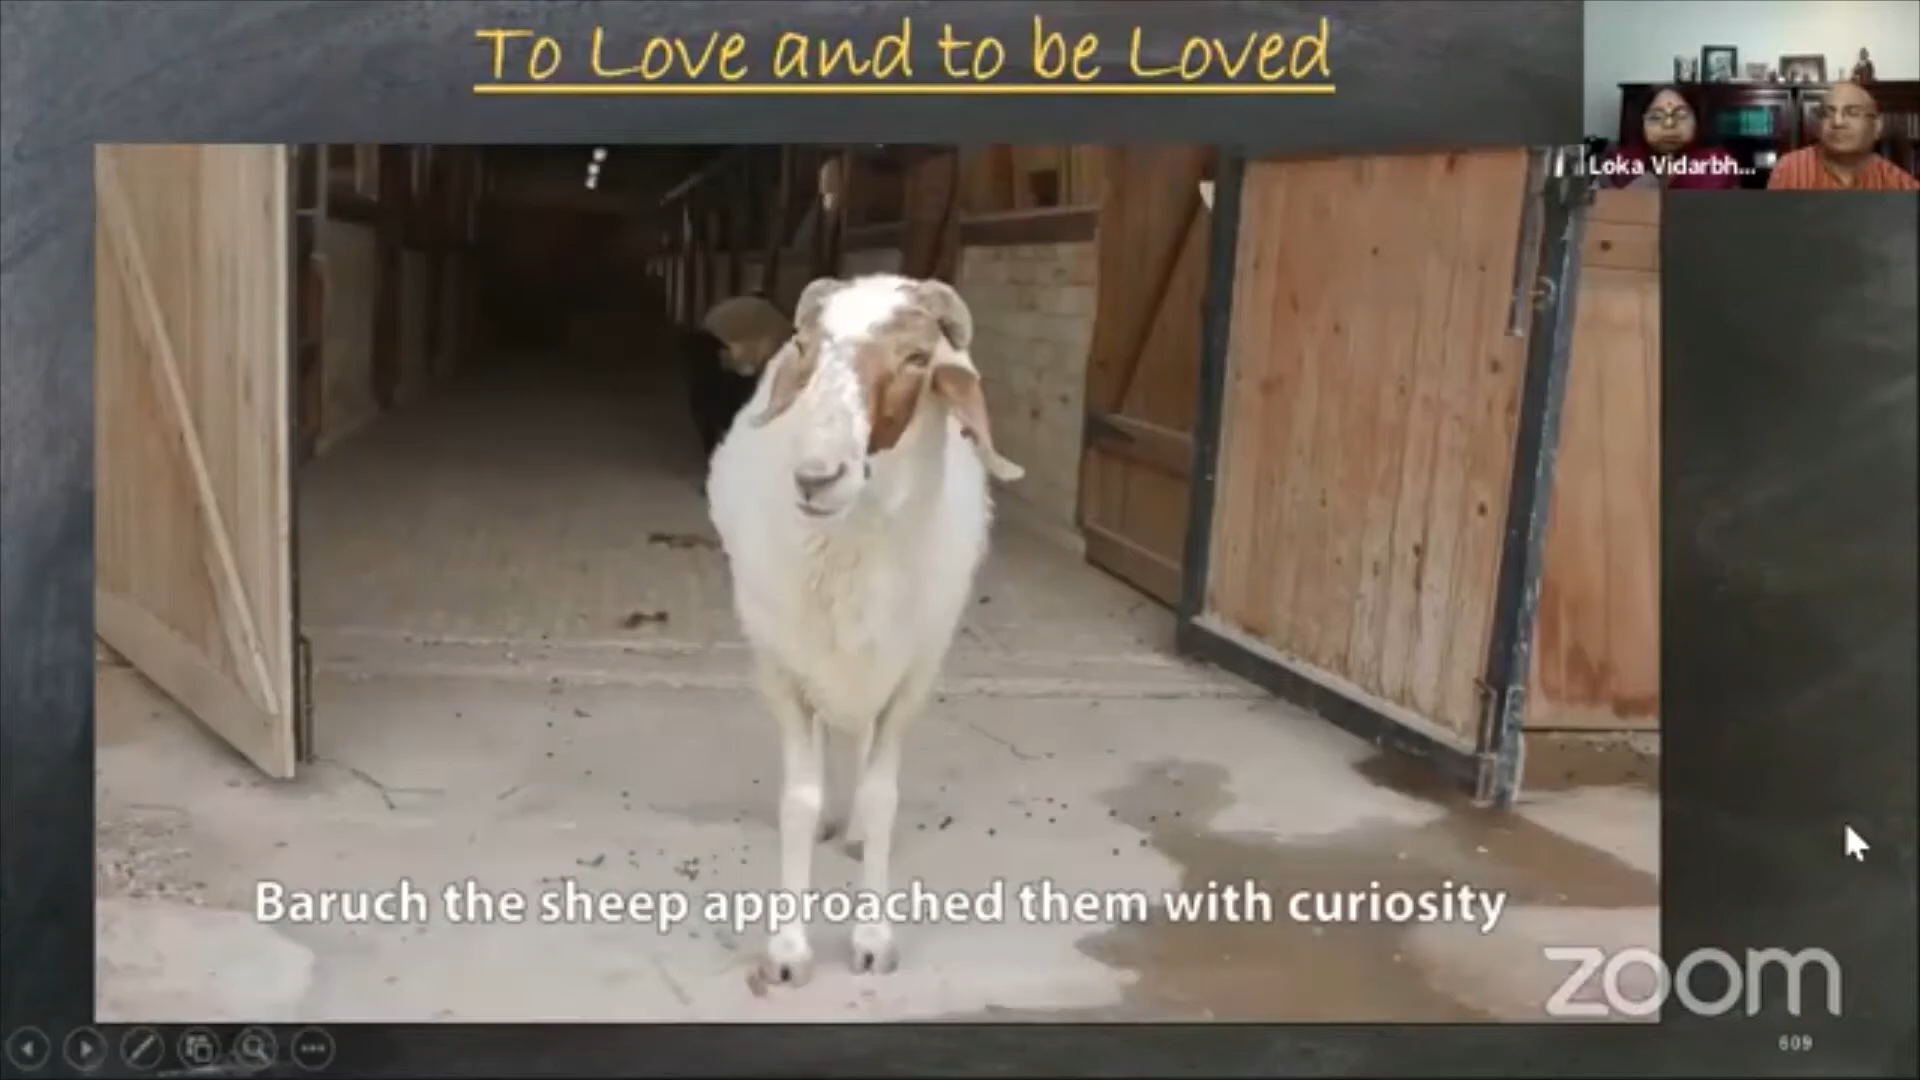 To Love and to be Loved
Loka Vidarbh...
Baruch the sheep approached them with curiosity
zoom
609